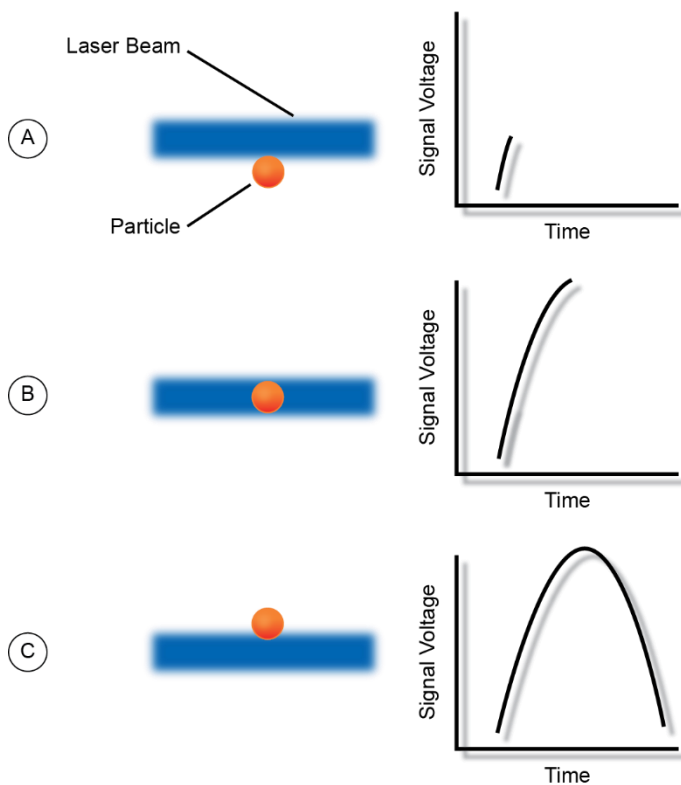 Laser Beam
Signal Voltage
A
Particle
Time
B
Signal Voltage
Time
C
Signal Voltage
Time